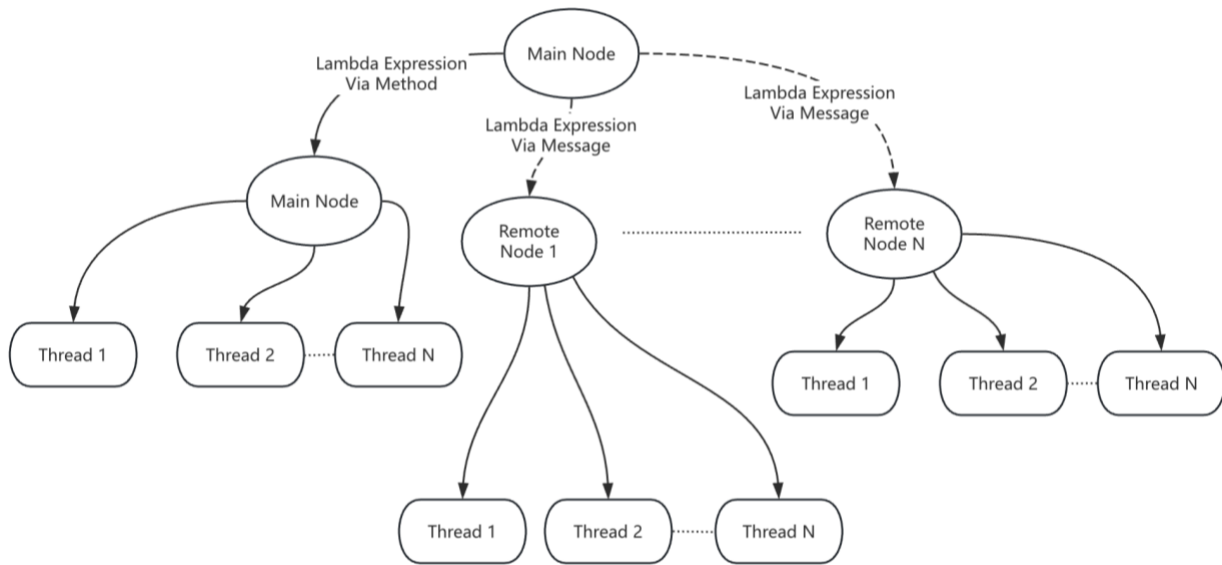 Main Node
Lambda Expression
Via Method
Lambda Expression
Via Message
Lambda Expression
Via Message
Main Node
Remote
Node 1
Remote
Node N
Thread 1
Thread 2
Thread N
Thread 1
Thread 2
Thread N
Thread 1
Thread 2
Thread N